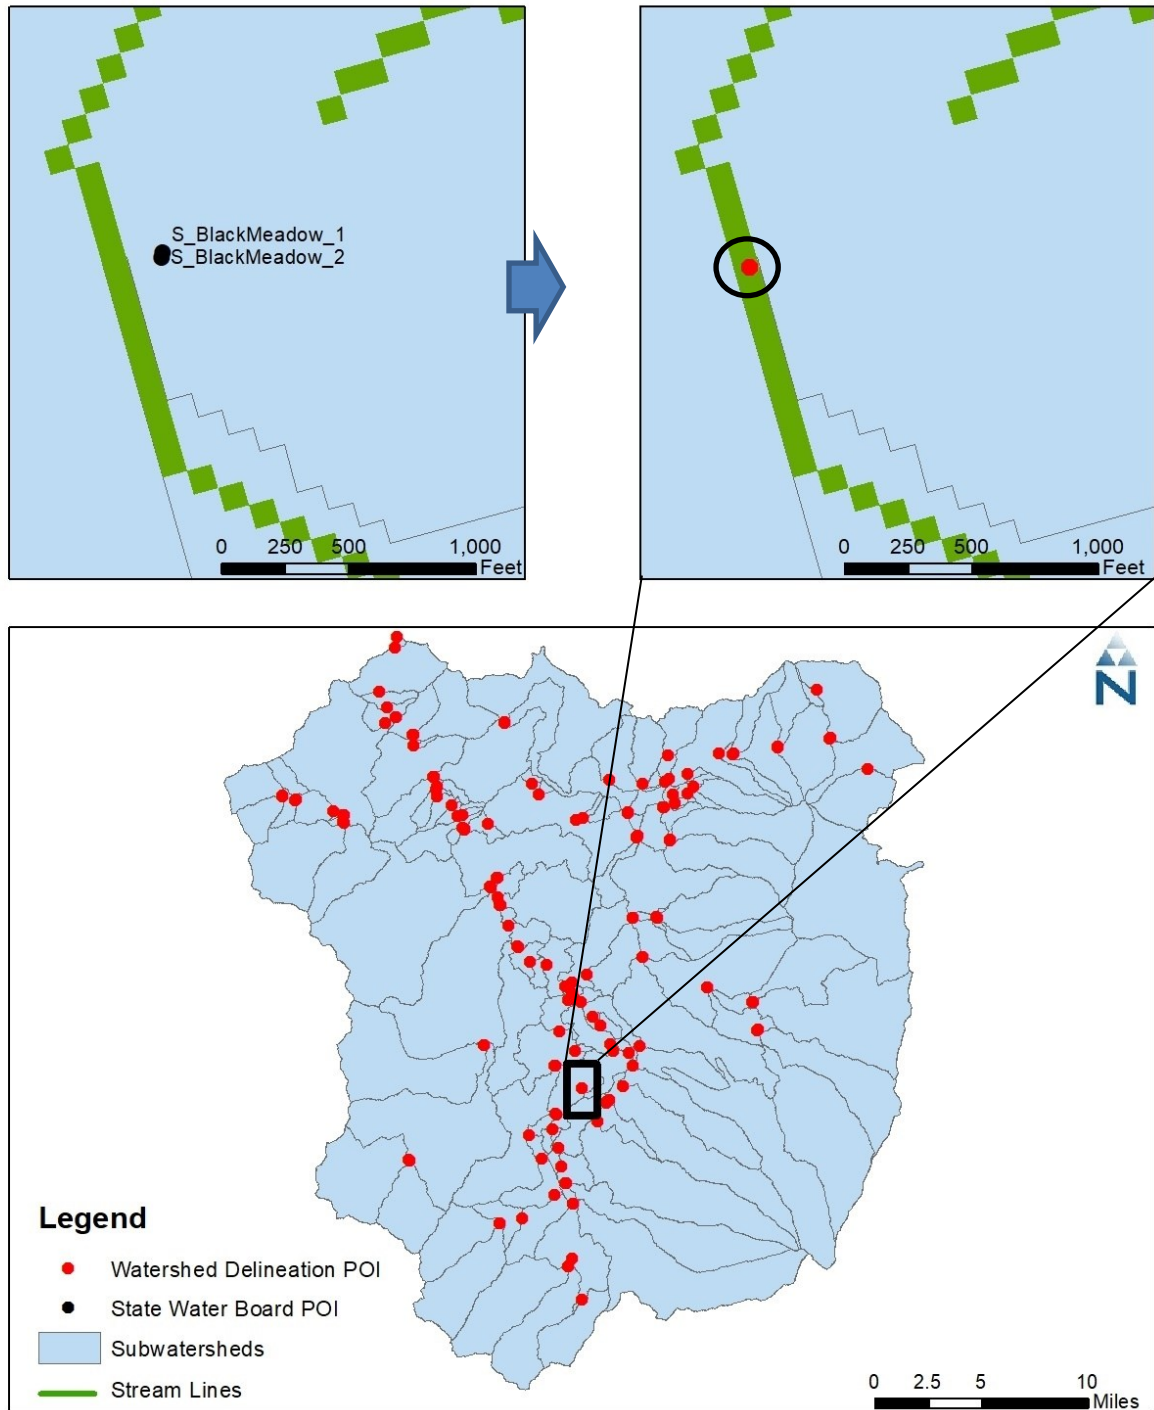 S_BlackMeadow_1
S_BlackMeadow_2
0 250 500 1,000
Feet
0 250 500 1,000
Feet
N
Legend
Watershed Delineation POI
State Water Board POI
Subwatersheds
Stream Lines
0 2.5 5 10
Miles